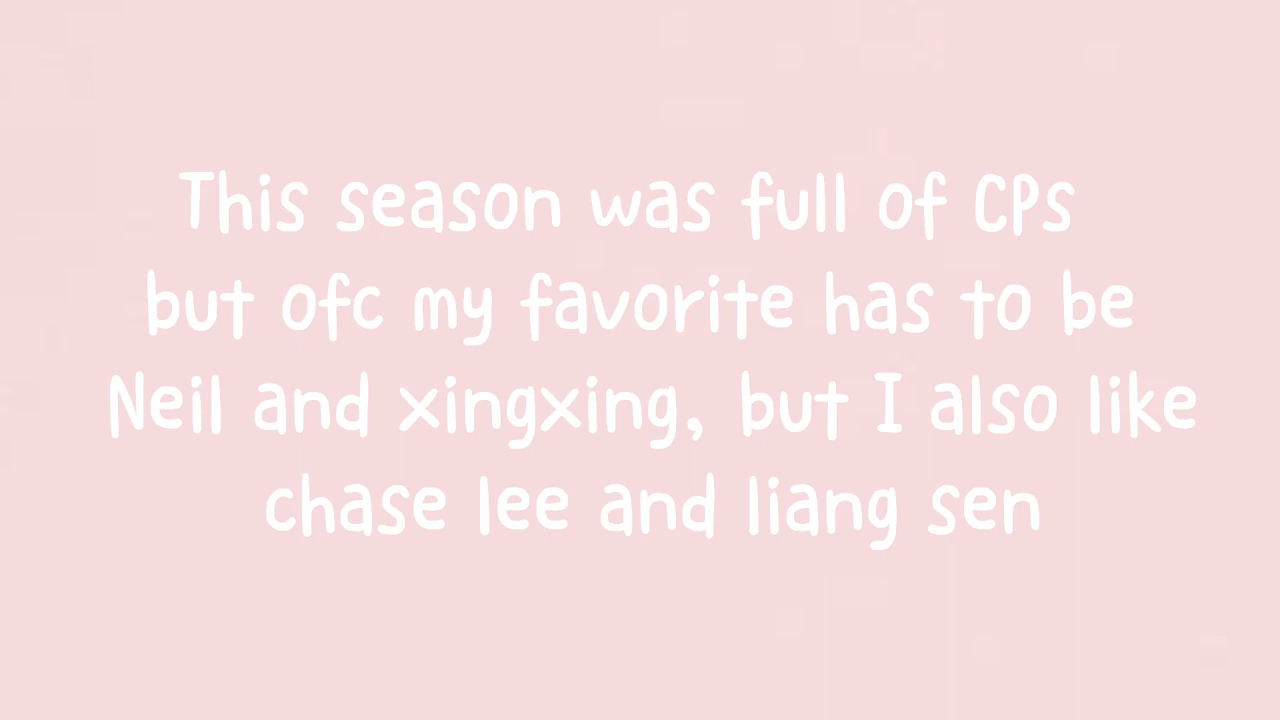 This season was full of CPs
but ofc my favorite has to be
Neil and xingxing, but I also like
chase lee and liang sen